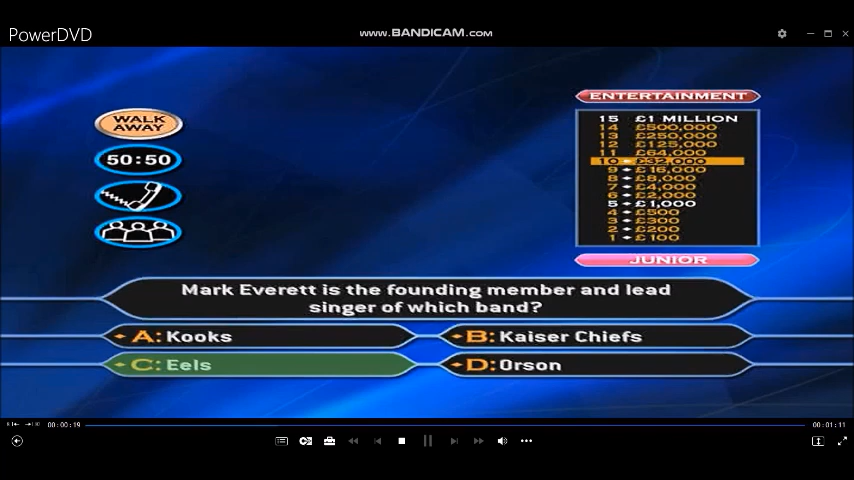 PowerDVD
www.BANDICAM.com
ENTERTAINMENT
WALK
AWAY
50:50
15 £1 MILLION
14 £500,000
13 £250,000
12 £125,000
11 £64,000
10 £32,000
9 £16,000
8 £8,000
7 £4,000
6 £2,000
5 £1,000
4 £500
3 £300
2 £200
1 £100
JUNIOR
Mark Everett is the founding member and lead
singer of which band?
A: Kooks
B: Kaiser Chiefs
C: Eels
D: Orson
00:00:19
00:01:11